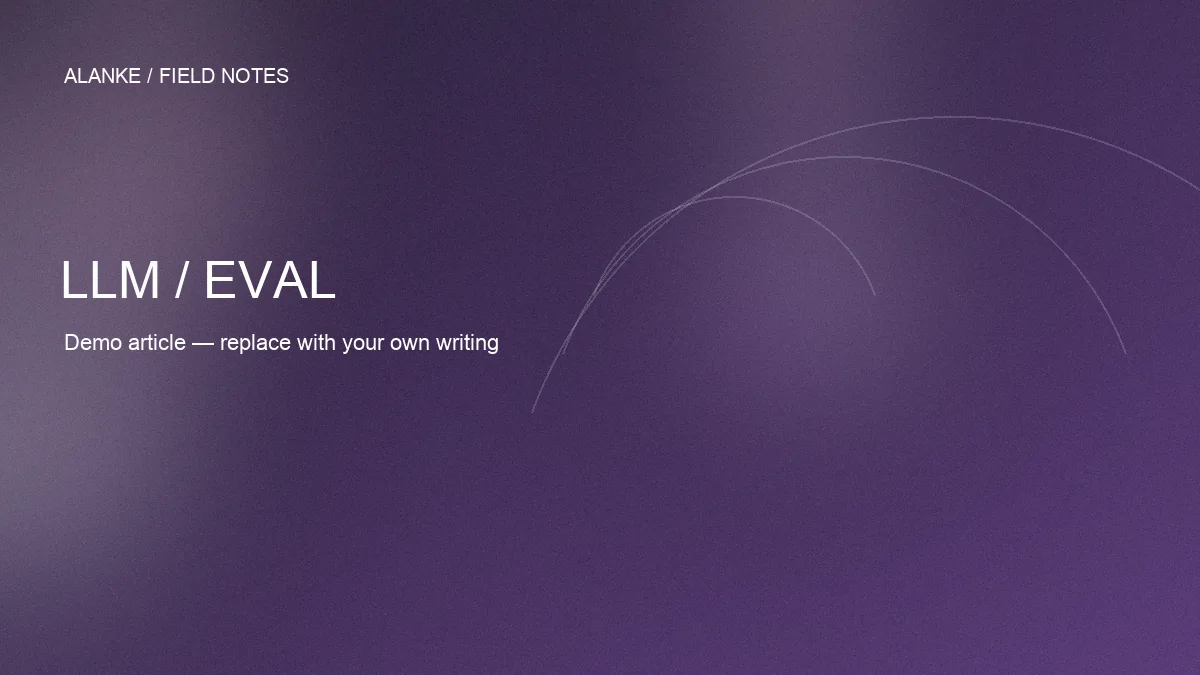 ALANKE / FIELD NOTES
LLM / EVAL
Demo article — replace with your own writing